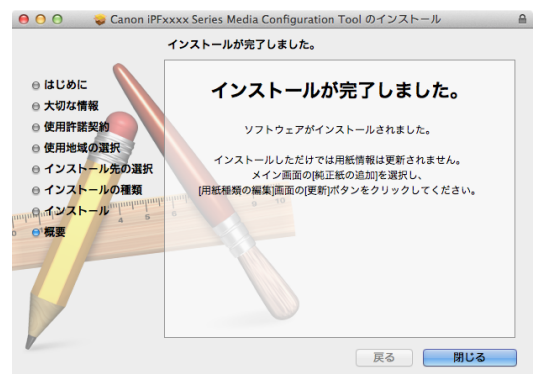 Canon iPFxxxx Series Media Configuration Tool のインストール
インストールが完了しました。
はじめに
大切な情報
使用許諾契約
使用地域の選択
インストール先の選択
インストールの種類
インストール
概要
インストールが完了しました。
ソフトウェアがインストールされました。
インストールしただけでは用紙情報は更新されません。
メイン画面の[純正紙の追加]を選択し、
[用紙種類の編集]画面の[更新]ボタンをクリックしてください。
4 5 6 9 10
戻る
閉じる